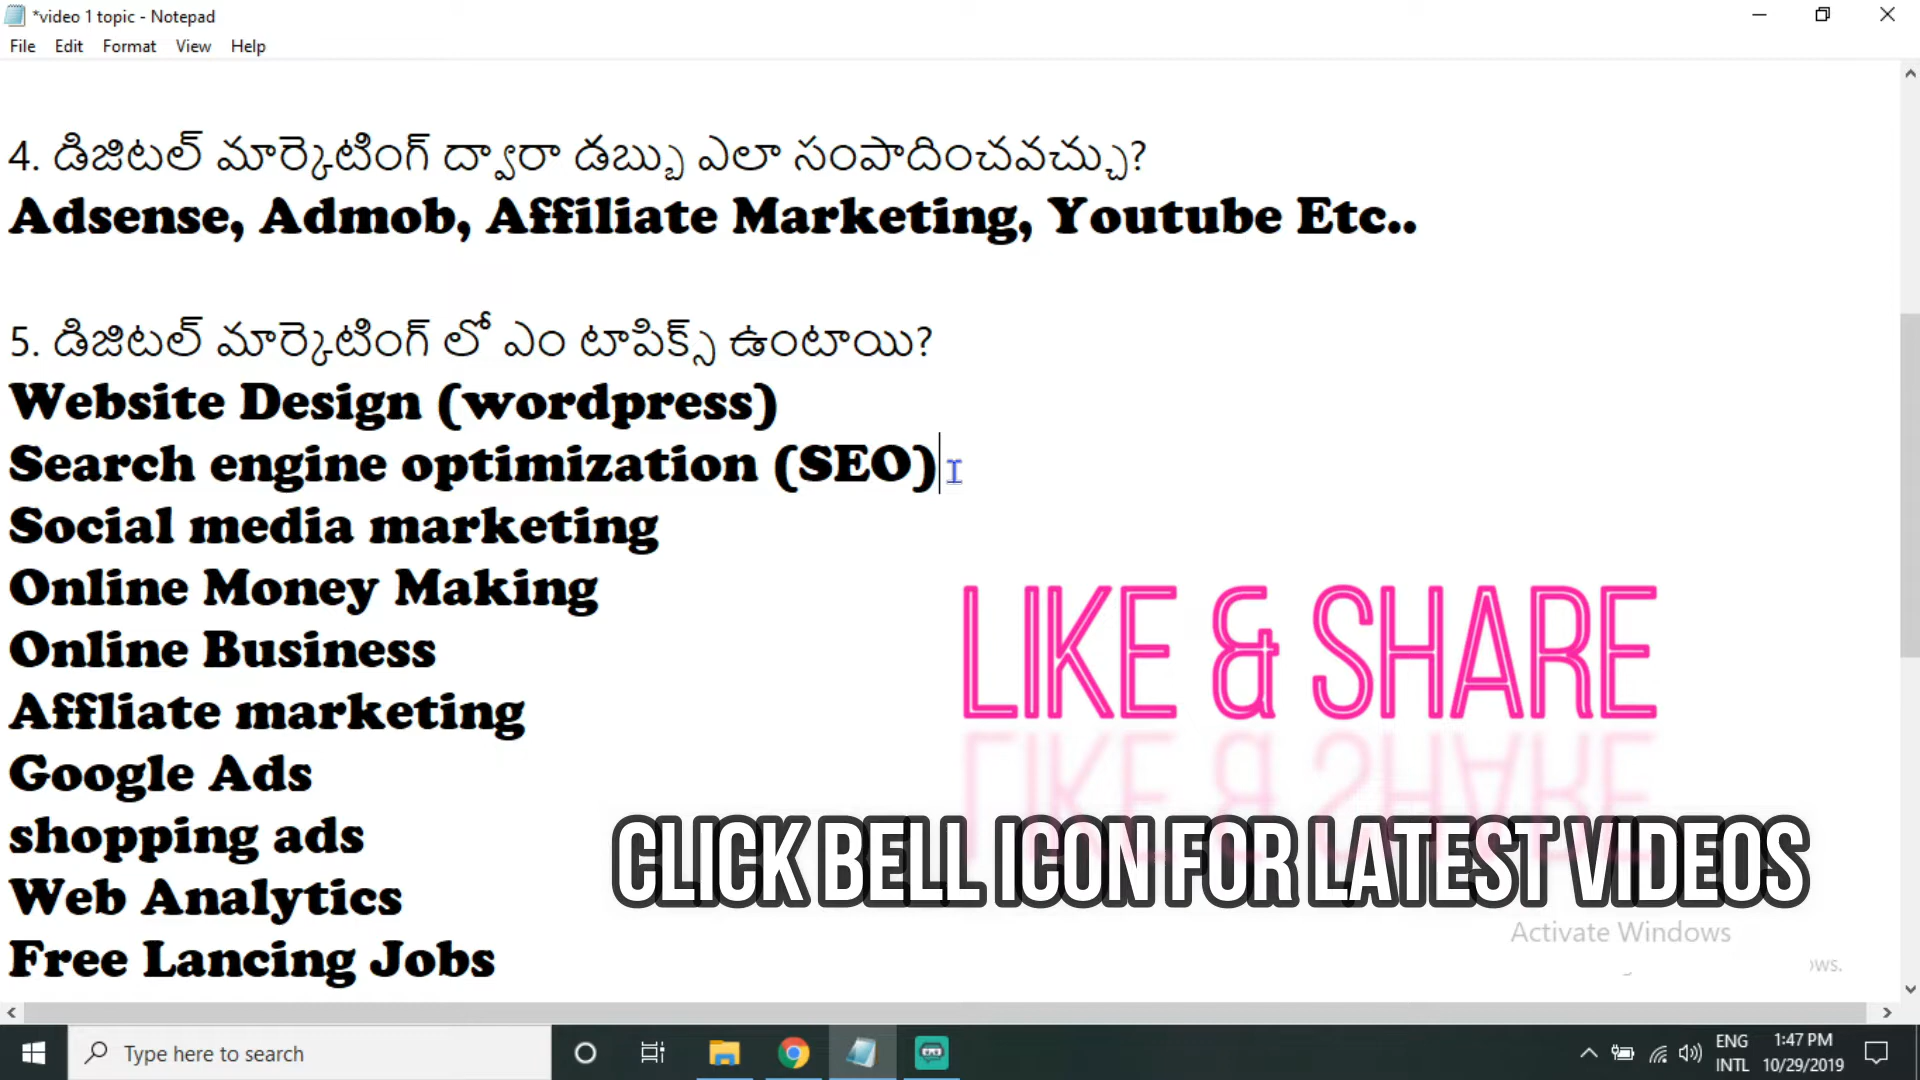 *video 1 topic - Notepad
File Edit Format View Help
4. డిజిటల్ మార్కెటింగ్ ద్వారా డబ్బు ఎలా సంపాదించవచ్చు?
Adsense, Admob, Affiliate Marketing, Youtube Etc..
5. డిజిటల్ మార్కెటింగ్ లో ఎం టాపిక్స్ ఉంటాయి?
Website Design (wordpress)
Search engine optimization (SEO)
Social media marketing
Online Money Making
Online Business
Affliate marketing
Google Ads
shopping ads
Web Analytics
Free Lancing Jobs
LIKE & SHARE
CLICK BELL ICON FOR LATEST VIDEOS
Activate Windows
Type here to search
ENG
INTL
1:47 PM
10/29/2019